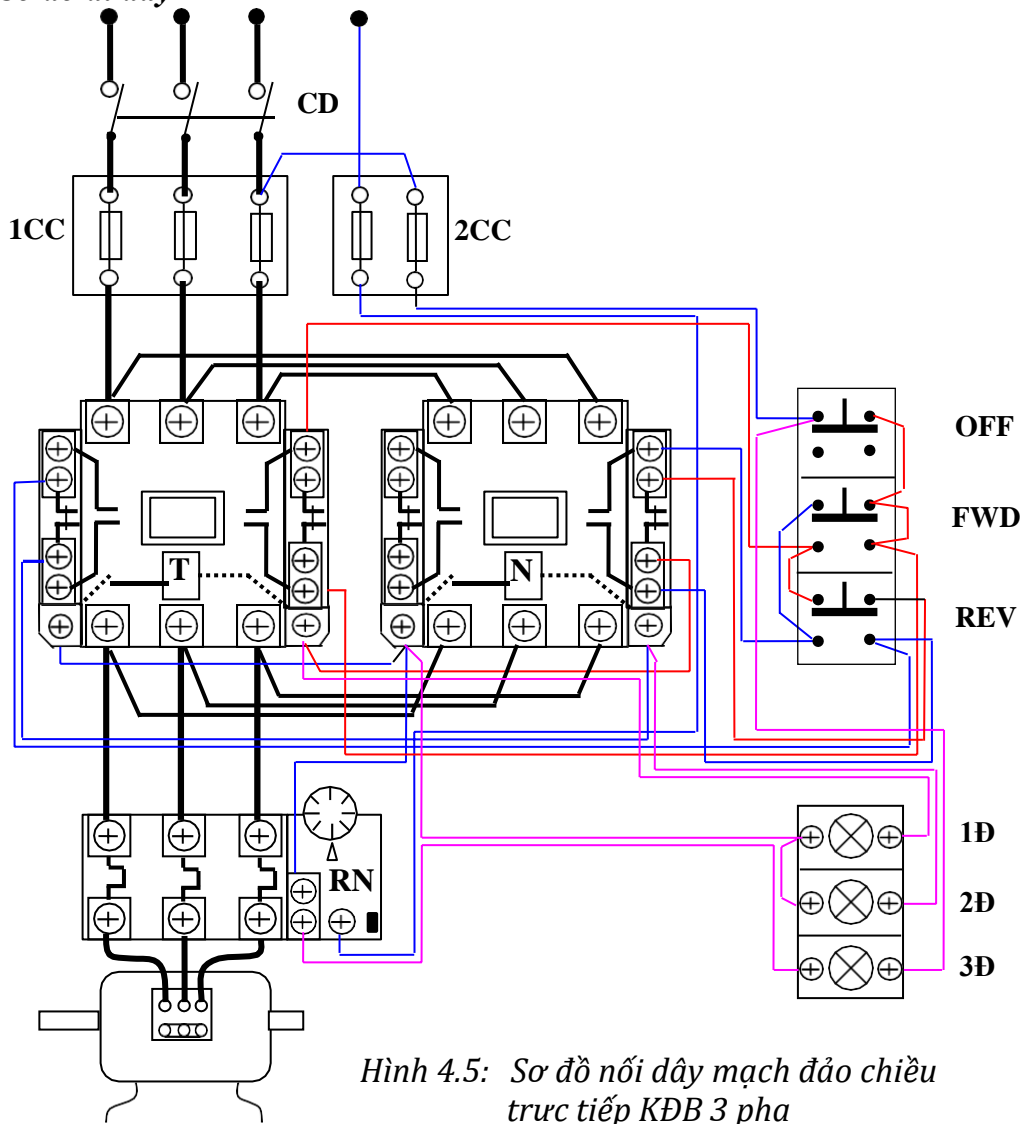 CD
1CC
2CC
OFF
FWD
REV
T
N
RN
1Đ
2Đ
3Đ
Hình 4.5: Sơ đồ nối dây mạch đảo chiều
trực tiếp KĐB 3 pha